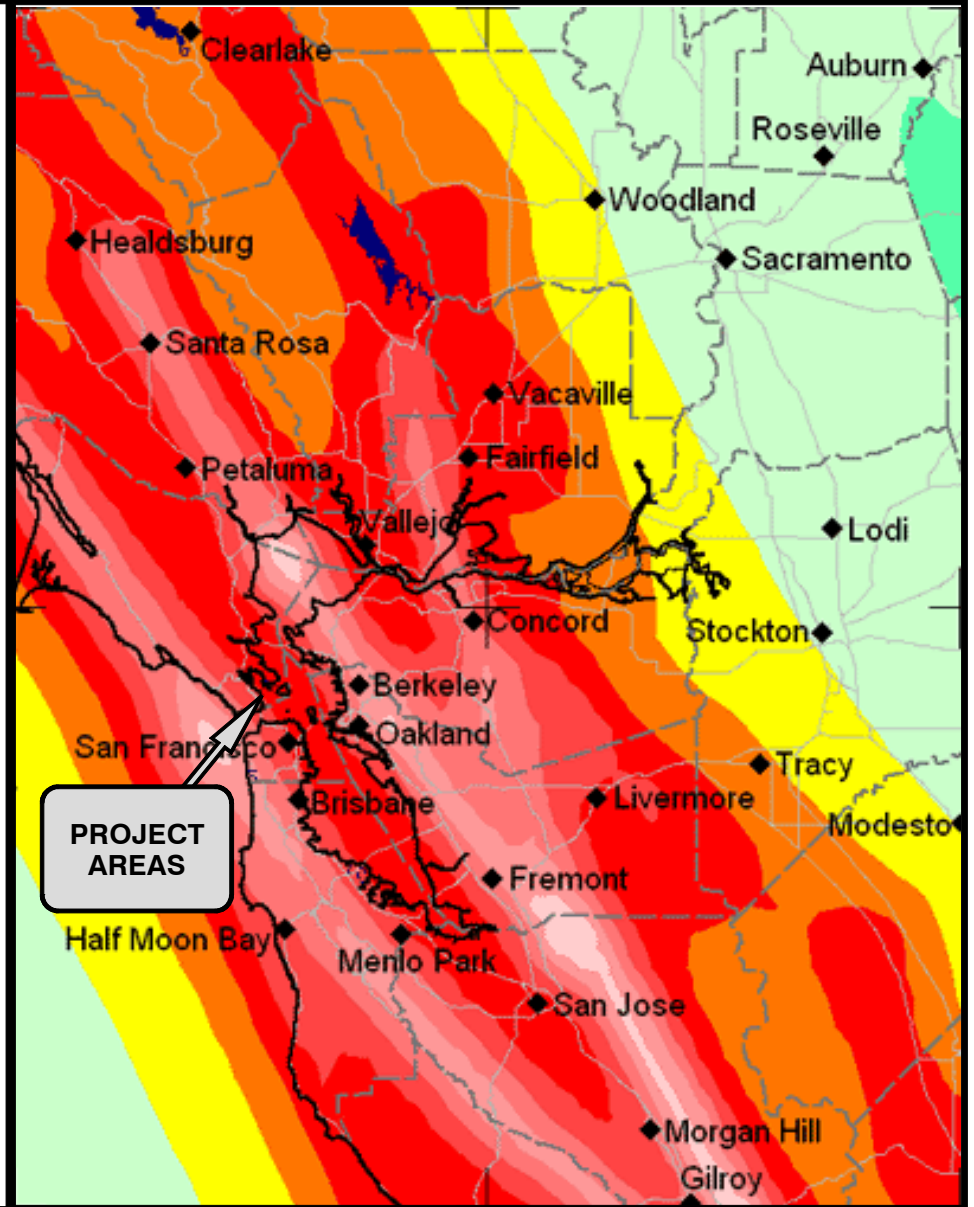 Clearlake
Auburn
Roseville
Woodland
Healdsburg
Sacramento
Santa Rosa
Vacaville
Fairfield
Petaluma
Vallejo
Lodi
Concord
Stockton
Berkeley
Oakland
San Francisco
Tracy
Brisbane
Livermore
Modesto
PROJECT
AREAS
Fremont
Half Moon Bay
Menlo Park
San Jose
Morgan Hill
Gilroy